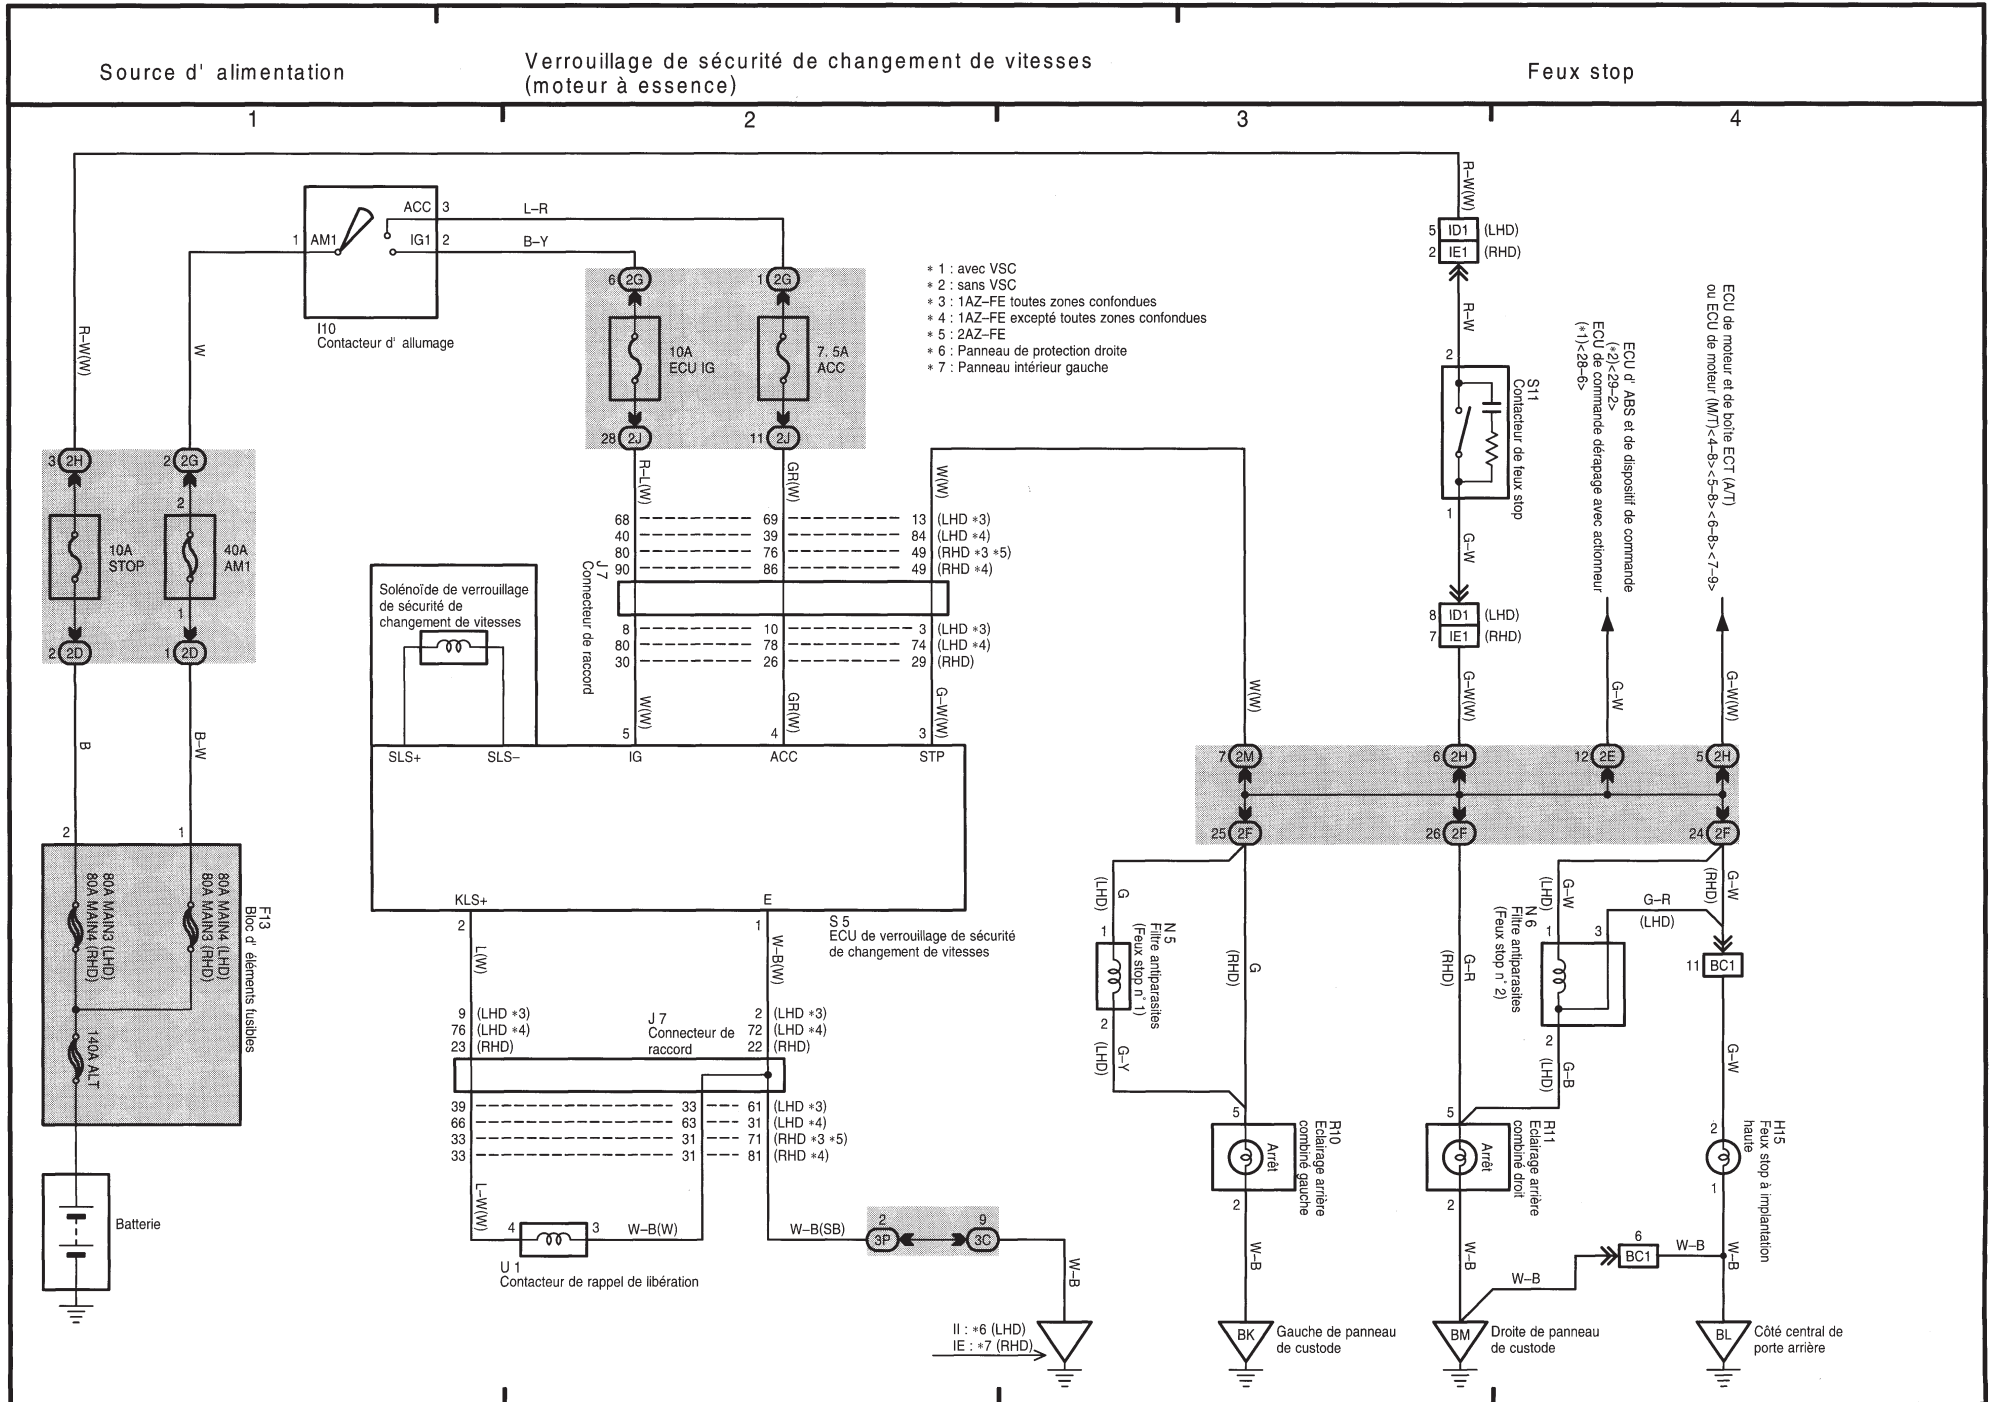 Source d' alimentation
Verrouillage de sécurité de changement de vitesses
(moteur à essence)
Feux stop
1
2
3
4
R–W(W)
W
1
AM1
ACC
3
IG1
2
L–R
B–Y
I10
Contacteur d' allumage
6
2G
1
2G
10A
ECU IG
7. 5A
ACC
28
2J
11
2J
∗ 1 : avec VSC
∗ 2 : sans VSC
∗ 3 : 1AZ–FE toutes zones confondues
∗ 4 : 1AZ–FE excepté toutes zones confondues
∗ 5 : 2AZ–FE
∗ 6 : Panneau de protection droite
∗ 7 : Panneau intérieur gauche
R–W(W)
5
ID1
(LHD)
2
IE1
(RHD)
R–W
2
S11
Contacteur de feux stop
1
G–W
8
ID1
(LHD)
7
IE1
(RHD)
G–W(W)
ECU d' ABS et de dispositif de commande
(∗2)<29–2>
ECU de commande dérapage avec actionneur
(∗1)<28–6>
G–W
ECU de moteur et de boîte ECT (A/T)
ou ECU de moteur (M/T)<4–8><5–8><6–8><7–9>
G–W(W)
3
2H
2
2G
2
10A
STOP
40A
AM1
1
2
2D
1
2D
B
B–W
2
1
80A MAIN4 (LHD)
80A MAIN3 (RHD)
80A MAIN3 (LHD)
80A MAIN4 (RHD)
140A ALT
F13
Bloc d' éléments fusibles
Batterie
R–L(W)
GR(W)
W(W)
68
69
13
(LHD ∗3)
40
39
84
(LHD ∗4)
80
76
49
(RHD ∗3 ∗5)
90
86
49
(RHD ∗4)
J 7
Connecteur de raccord
8
10
3
(LHD ∗3)
80
78
74
(LHD ∗4)
30
26
29
(RHD)
W(W)
GR(W)
G–W(W)
5
4
3
Solénoïde de verrouillage
de sécurité de
changement de vitesses
SLS+
SLS–
IG
ACC
STP
KLS+
E
2
1
S 5
ECU de verrouillage de sécurité
de changement de vitesses
L(W)
W–B(W)
9
(LHD ∗3)
76
(LHD ∗4)
23
(RHD)
J 7
Connecteur de
raccord
2
(LHD ∗3)
72
(LHD ∗4)
22
(RHD)
39
33
61
(LHD ∗3)
66
63
31
(LHD ∗4)
33
31
71
(RHD ∗3 ∗5)
33
31
81
(RHD ∗4)
L–W(W)
4
3
W–B(W)
U 1
Contacteur de rappel de libération
W–B(SB)
2
3P
9
3C
W–B
II : ∗6 (LHD)
IE : ∗7 (RHD)
W(W)
7
2M
6
2H
12
2E
5
2H
25
2F
26
2F
24
2F
G
(LHD)
1
N 5
Filtre antiparasites
(Feux stop n° 1)
2
G–Y
(LHD)
G
(RHD)
5
Arrêt
R10
Eclairage arrière
combiné gauche
2
W–B
BK
Gauche de panneau
de custode
G–R
(RHD)
G–W
(LHD)
G–R
(LHD)
G–W
(RHD)
1
3
N 6
Filtre antiparasites
(Feux stop n° 2)
2
G–B
(LHD)
11
BC1
G–W
5
Arrêt
R11
Eclairage arrière
combiné droit
2
W–B
2
H15
Feux stop à implantation
haute
1
6
BC1
W–B
W–B
W–B
BM
Droite de panneau
de custode
BL
Côté central de
porte arrière